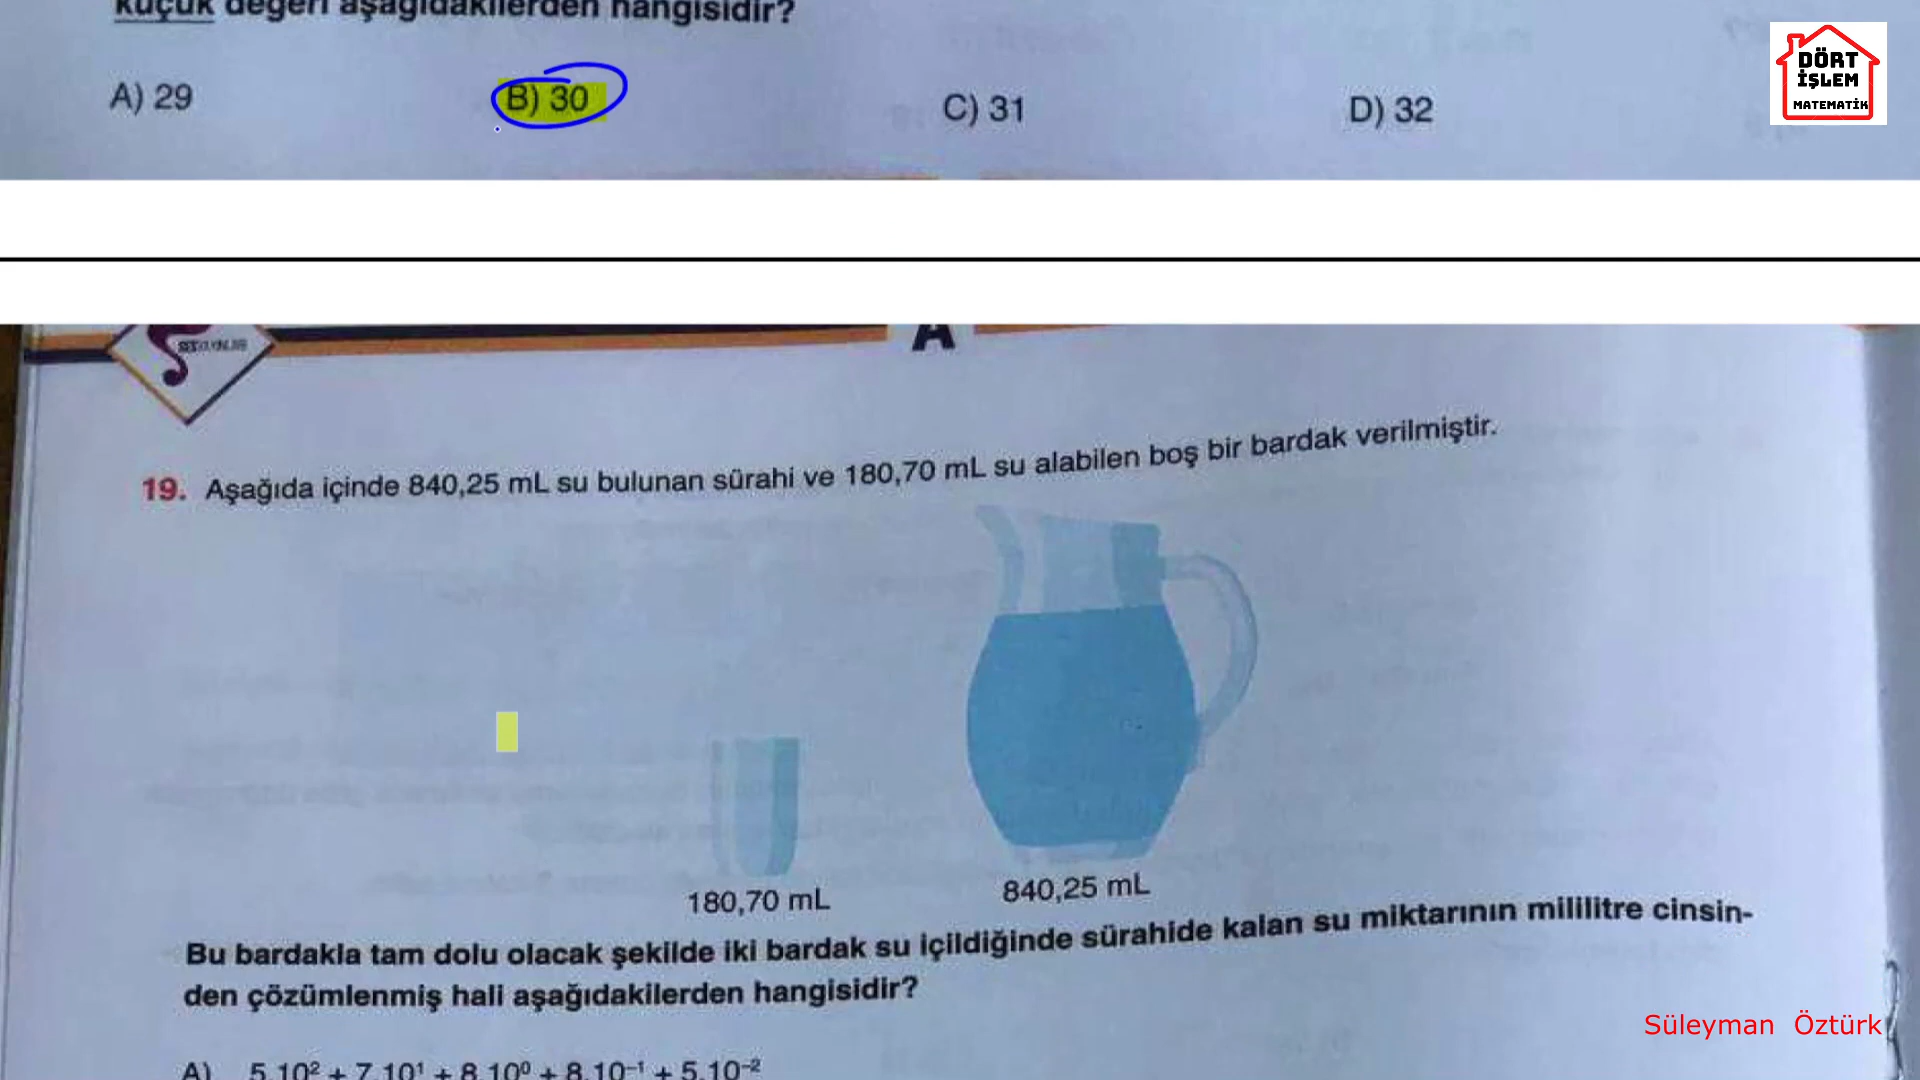 küçük değeri aşağıdakilerden hangisidir?
A) 29
B) 30
C) 31
D) 32
DÖRT
İŞLEM
MATEMATİK
A
19. Aşağıda içinde 840,25 mL su bulunan sürahi ve 180,70 mL su alabilen boş bir bardak verilmiştir.
180,70 mL
840,25 mL
Bu bardakla tam dolu olacak şekilde iki bardak su içildiğinde sürahide kalan su miktarının mililitre cinsin-
den çözümlenmiş hali aşağıdakilerden hangisidir?
A) 5.10² + 7.10¹ + 8.10⁰ + 8.10⁻¹ + 5.10⁻²
Süleyman Öztürk